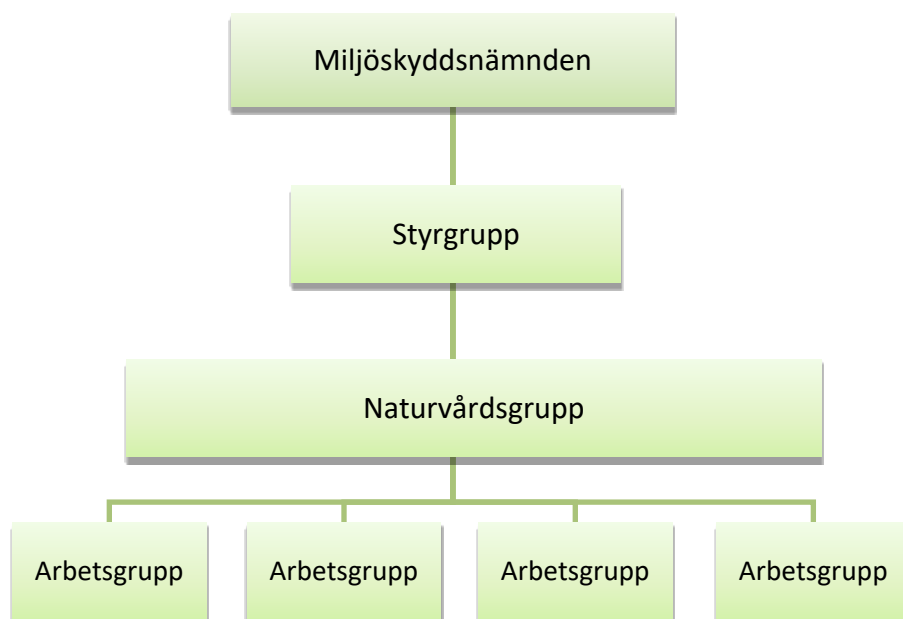 Miljöskyddsnämnden
Styrgrupp
Naturvårdsgrupp
Arbetsgrupp
Arbetsgrupp
Arbetsgrupp
Arbetsgrupp